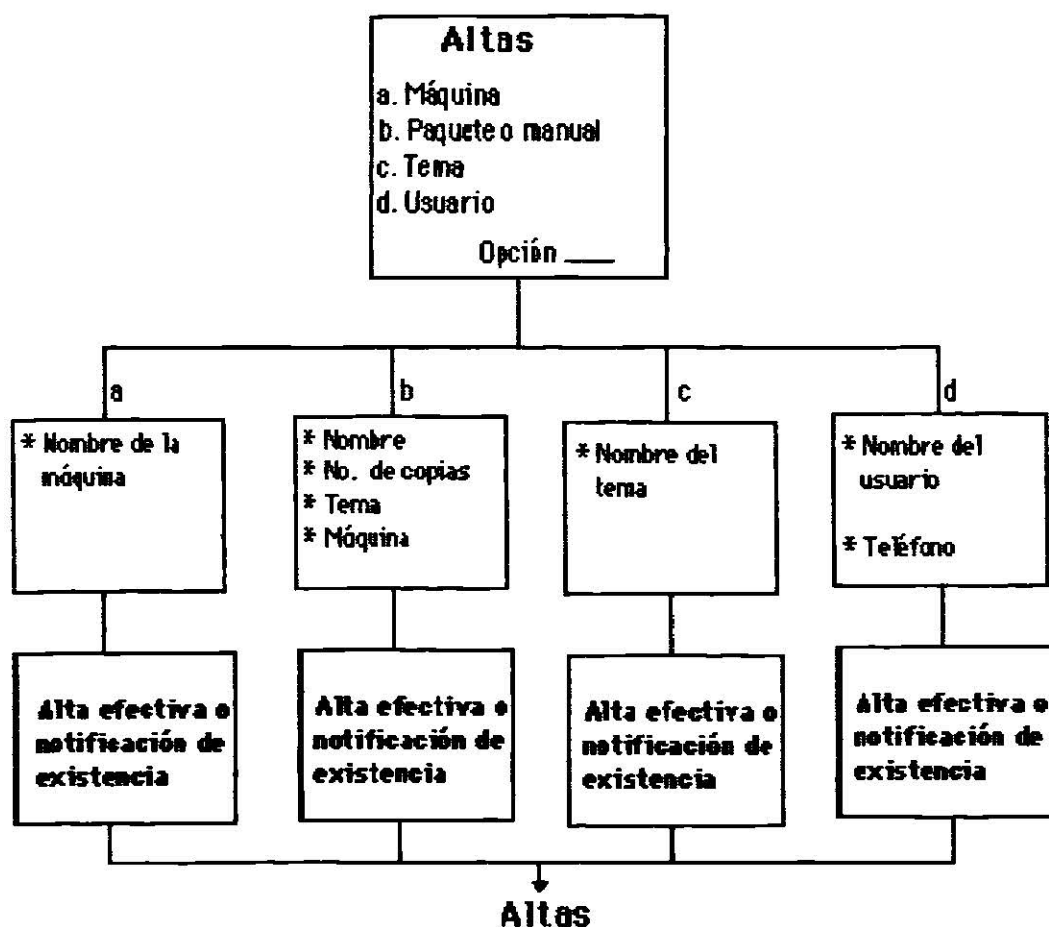 Altas
a. Máquina
b. Paquete o manual
c. Tema
d. Usuario
Opción ____
a
b
c
d
* Nombre de la
máquina
* Nombre
* No. de copias
* Tema
* Máquina
* Nombre del
tema
* Nombre del
usuario
* Teléfono
Alta efectiva o
notificación de
existencia
Alta efectiva o
notificación de
existencia
Alta efectiva o
notificación de
existencia
Alta efectiva o
notificación de
existencia
Altas